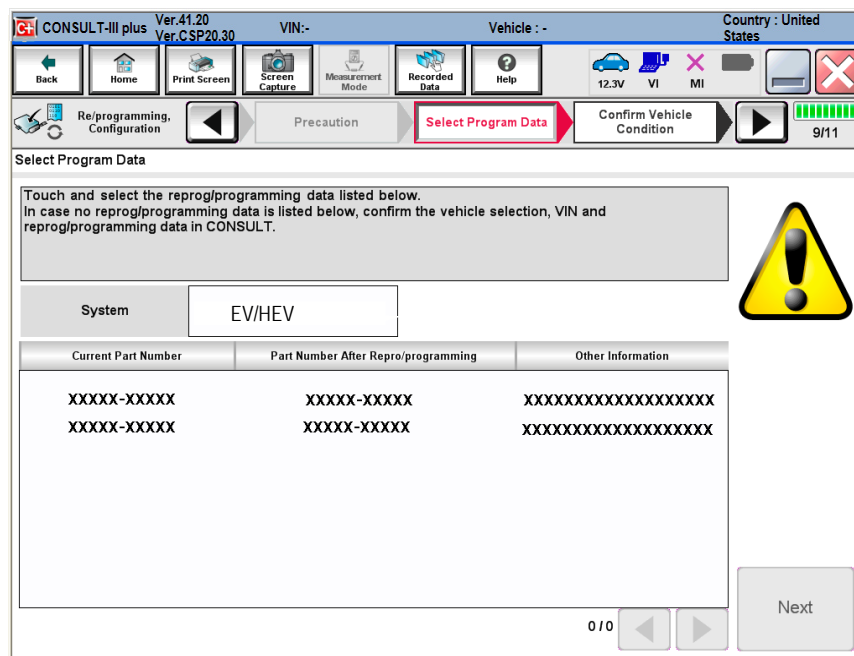 CONSULT-III plus Ver.41.20 VIN:- Vehicle : - Country : United
Ver.CSP20.30 States
Back Home Print Screen Screen Capture Measurement Mode Recorded Data Help 12.3V VI MI
Re/programming, Configuration Precaution Select Program Data Confirm Vehicle Condition 9/11
Select Program Data
Touch and select the reprog/programming data listed below.
In case no reprog/programming data is listed below, confirm the vehicle selection, VIN and
reprog/programming data in CONSULT.
System EV/HEV
Current Part Number Part Number After Repro/programming Other Information
XXXXX-XXXXX XXXXX-XXXXX XXXXXXXXXXXXXXXXXXX
XXXXX-XXXXX XXXXX-XXXXX XXXXXXXXXXXXXXXXXXX
0/0 Next